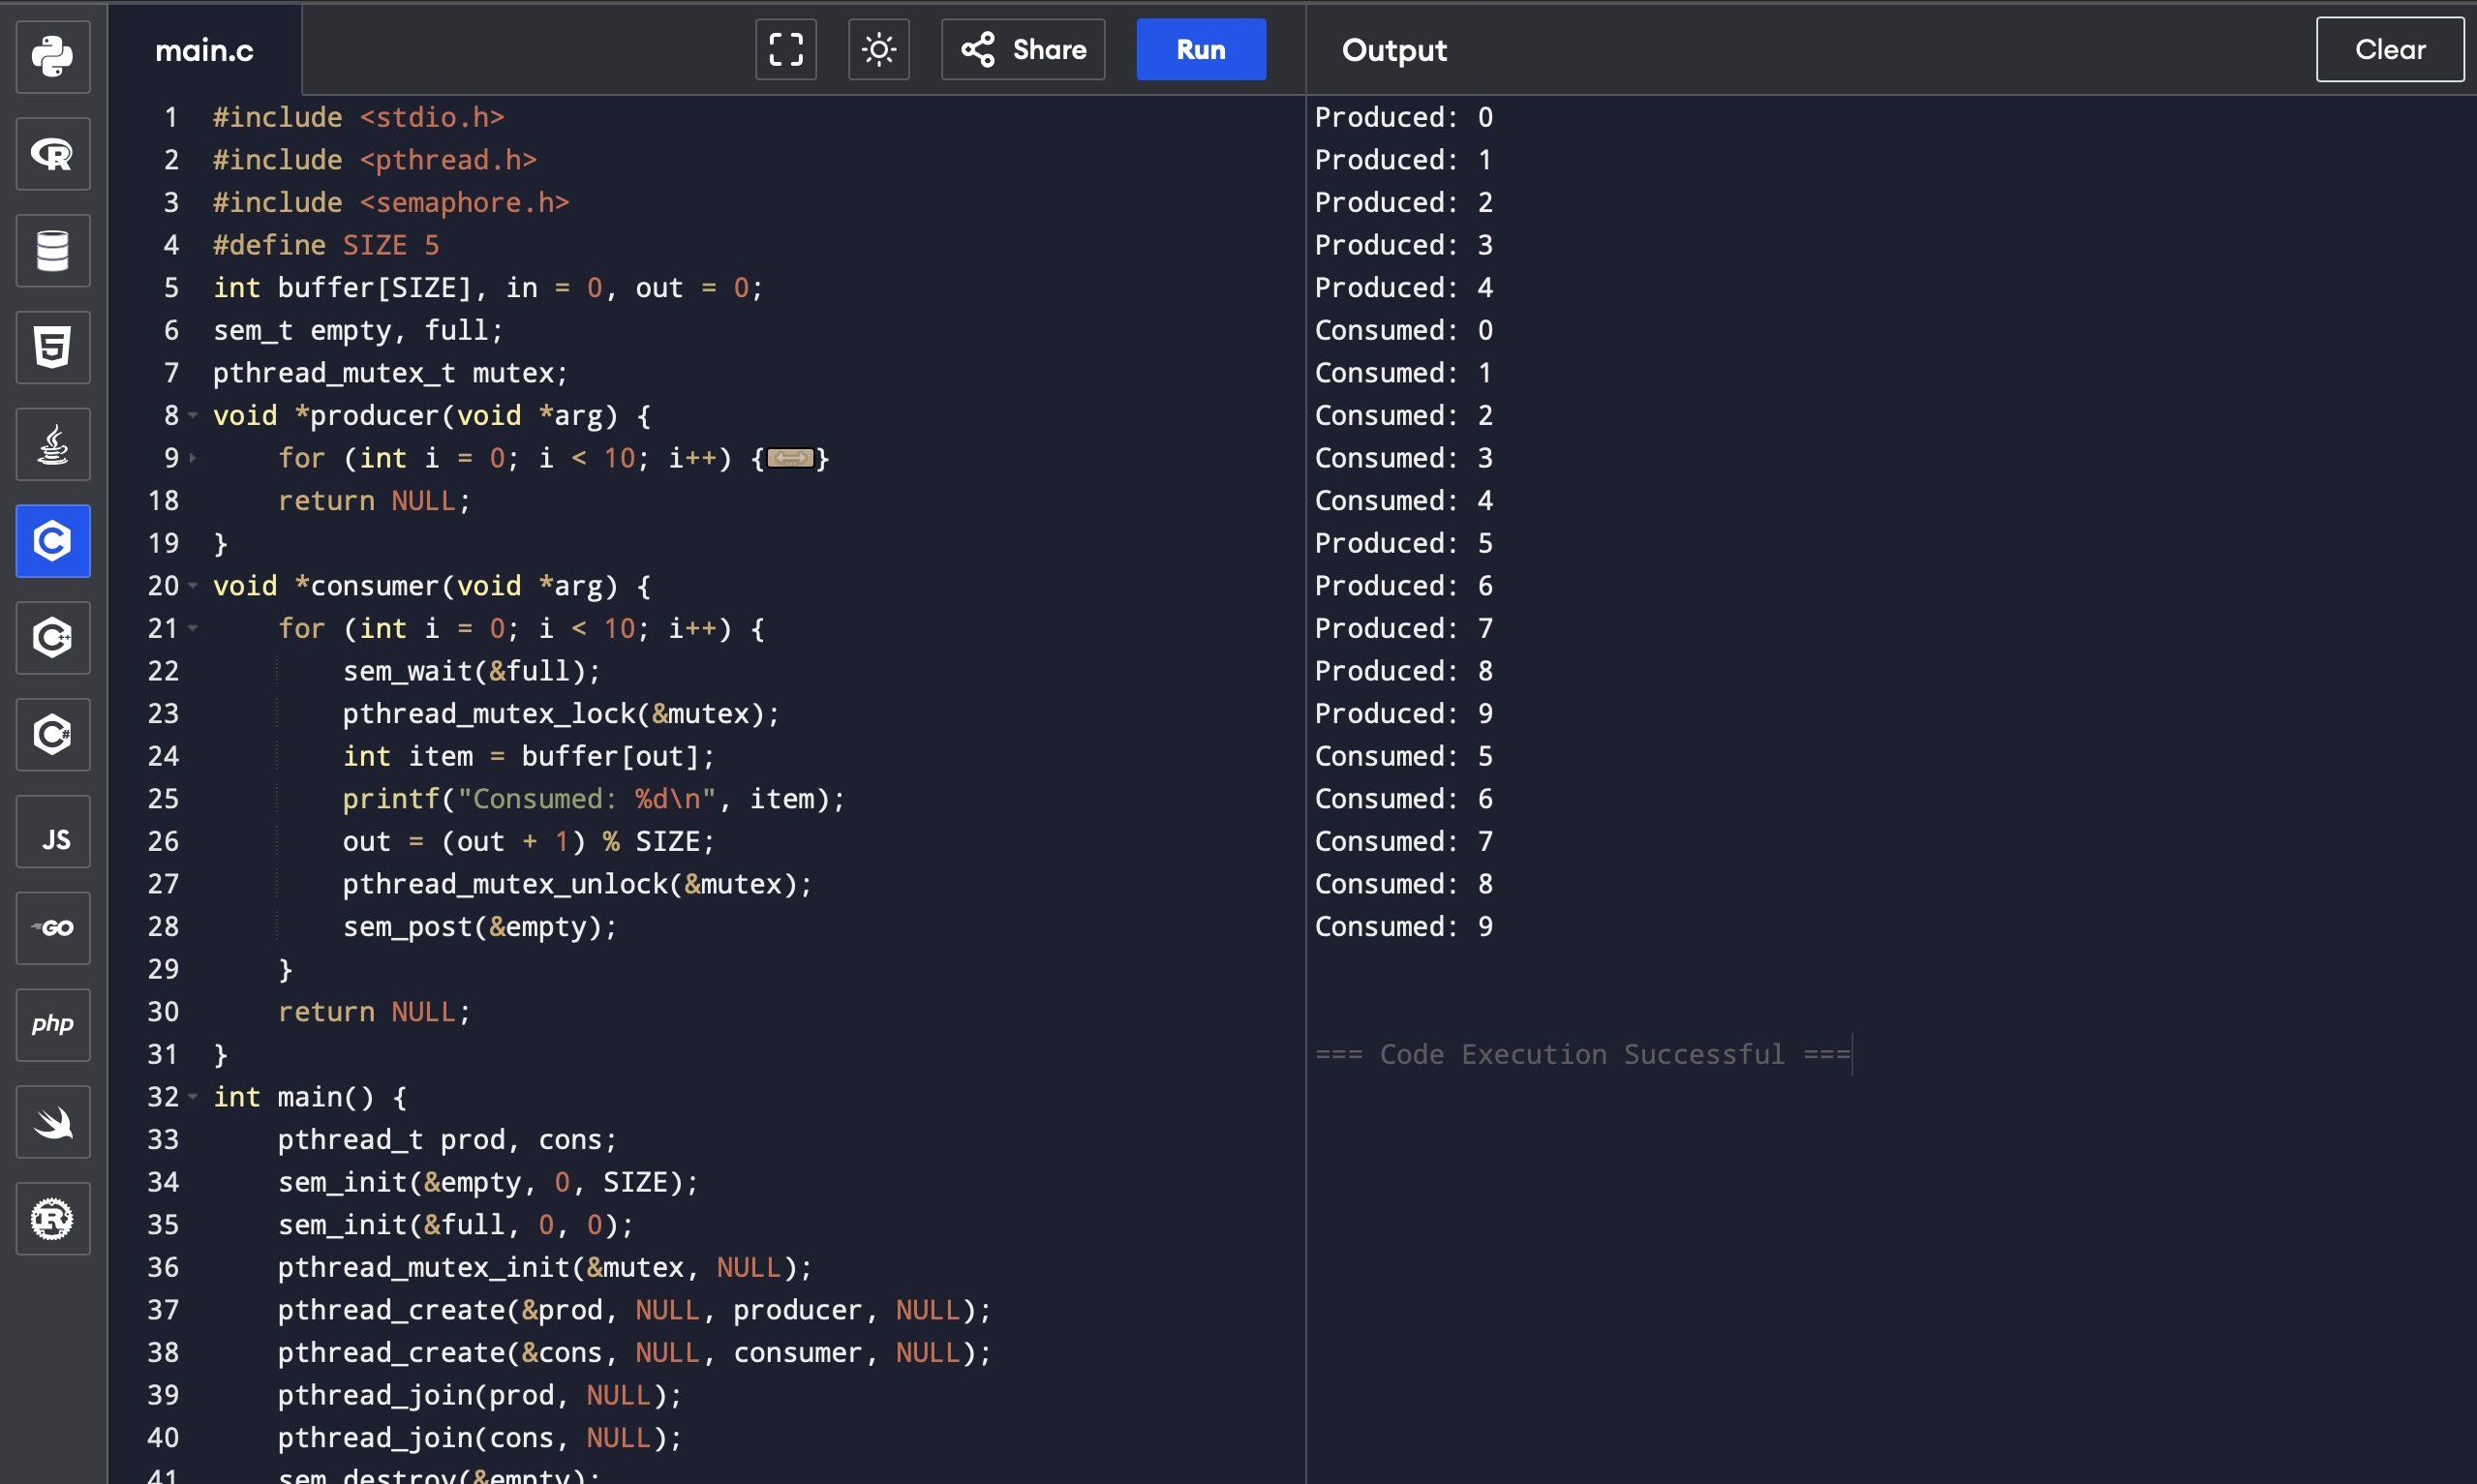 main.c
Share
Run
Output
Clear
1 #include <stdio.h>
2 #include <pthread.h>
3 #include <semaphore.h>
4 #define SIZE 5
5 int buffer[SIZE], in = 0, out = 0;
6 sem_t empty, full;
7 pthread_mutex_t mutex;
8 void *producer(void *arg) {
9     for (int i = 0; i < 10; i++) {}
18     return NULL;
19 }
20 void *consumer(void *arg) {
21     for (int i = 0; i < 10; i++) {
22         sem_wait(&full);
23         pthread_mutex_lock(&mutex);
24         int item = buffer[out];
25         printf("Consumed: %d\n", item);
26         out = (out + 1) % SIZE;
27         pthread_mutex_unlock(&mutex);
28         sem_post(&empty);
29     }
30     return NULL;
31 }
32 int main() {
33     pthread_t prod, cons;
34     sem_init(&empty, 0, SIZE);
35     sem_init(&full, 0, 0);
36     pthread_mutex_init(&mutex, NULL);
37     pthread_create(&prod, NULL, producer, NULL);
38     pthread_create(&cons, NULL, consumer, NULL);
39     pthread_join(prod, NULL);
40     pthread_join(cons, NULL);
41     sem_destroy(&empty);
Produced: 0
Produced: 1
Produced: 2
Produced: 3
Produced: 4
Consumed: 0
Consumed: 1
Consumed: 2
Consumed: 3
Consumed: 4
Produced: 5
Produced: 6
Produced: 7
Produced: 8
Produced: 9
Consumed: 5
Consumed: 6
Consumed: 7
Consumed: 8
Consumed: 9
=== Code Execution Successful ===
R
5
C
C++
C#
JS
GO
php
R